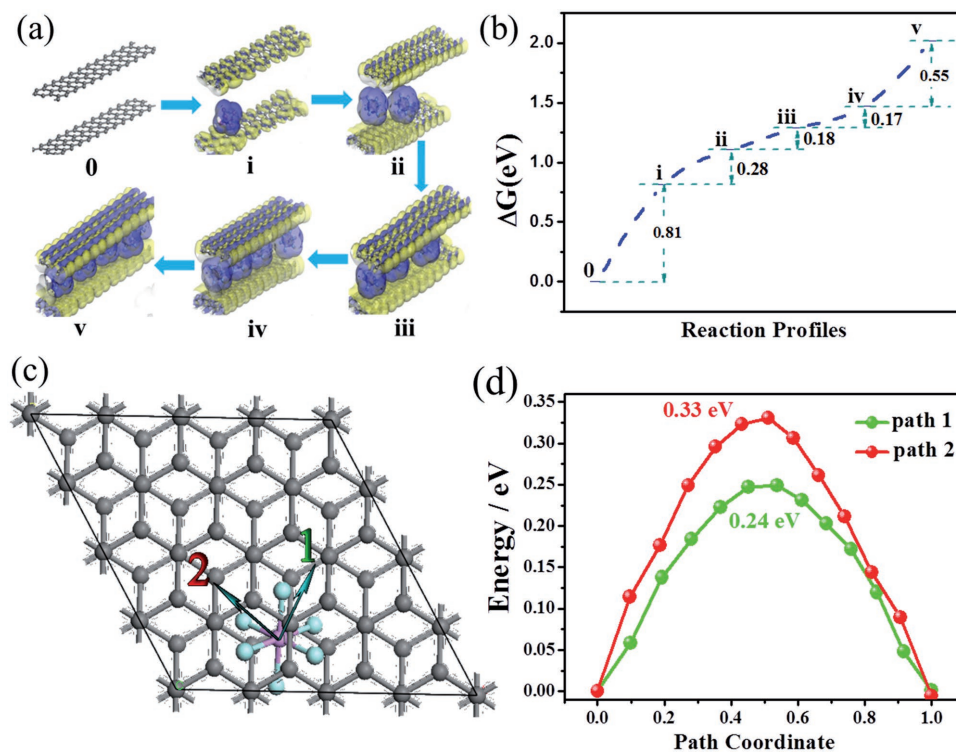 (a)
0
i
ii
v
iv
iii
(b)
ΔG(eV)
2.0
1.5
1.0
0.5
0.0
0
i
ii
iii
iv
v
0.81
0.28
0.18
0.17
0.55
Reaction Profiles
(c)
2
1
(d)
Energy / eV
0.35
0.30
0.25
0.20
0.15
0.10
0.05
0.00
0.33 eV
0.24 eV
path 1
path 2
0.0 0.2 0.4 0.6 0.8 1.0
Path Coordinate